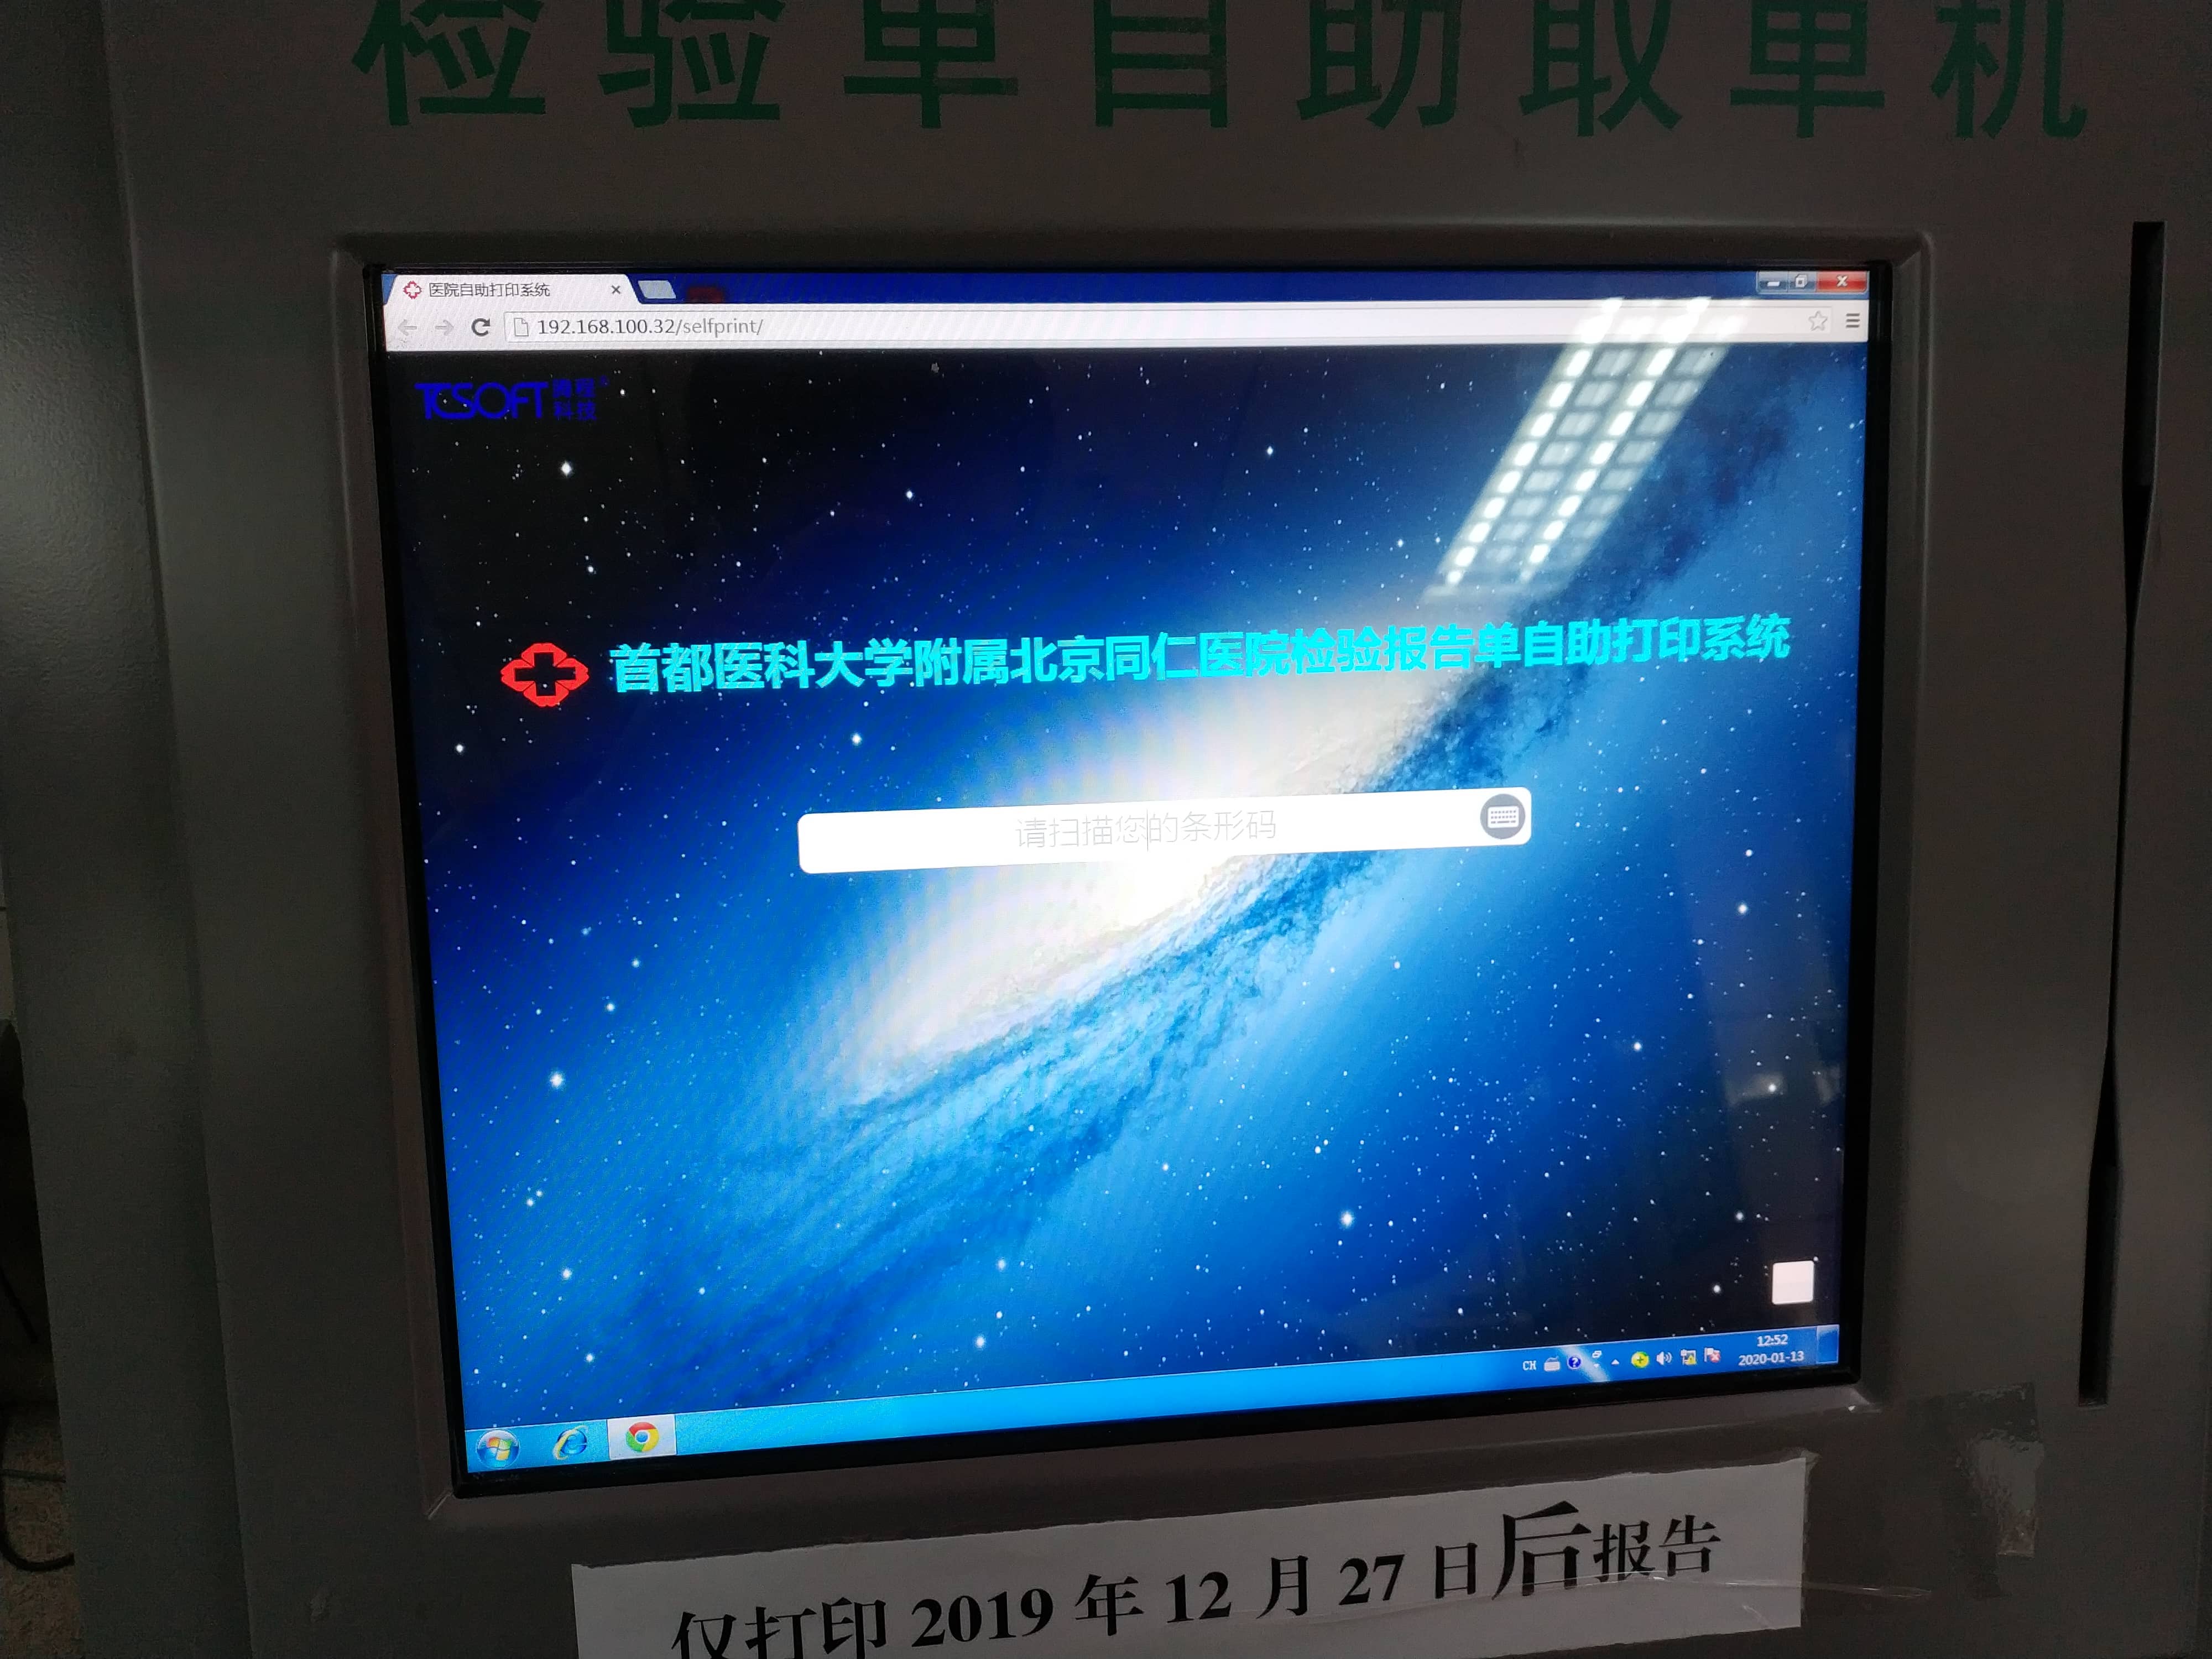 检验单自助取单机
医院自助打印系统
192.168.100.32/selfprint/
TCSOFT
科技
首都医科大学附属北京同仁医院检验报告单自助打印系统
请扫描您的条形码
CH
12:52
2020-01-13
仅打印 2019 年 12 月 27 日后报告